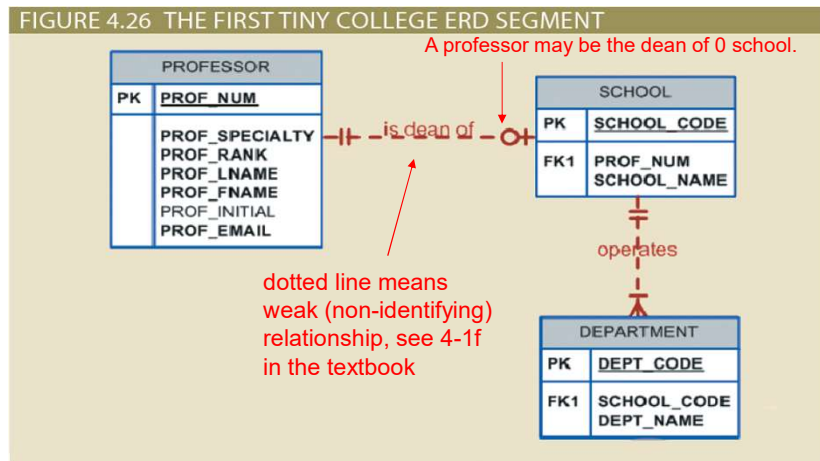 FIGURE 4.26 THE FIRST TINY COLLEGE ERD SEGMENT
A professor may be the dean of 0 school.
PROFESSOR
PK PROF_NUM
PROF_SPECIALTY
PROF_RANK
PROF_LNAME
PROF_FNAME
PROF_INITIAL
PROF_EMAIL
is dean of
SCHOOL
PK SCHOOL_CODE
FK1 PROF_NUM
SCHOOL_NAME
operates
dotted line means
weak (non-identifying)
relationship, see 4-1f
in the textbook
DEPARTMENT
PK DEPT_CODE
FK1 SCHOOL_CODE
DEPT_NAME